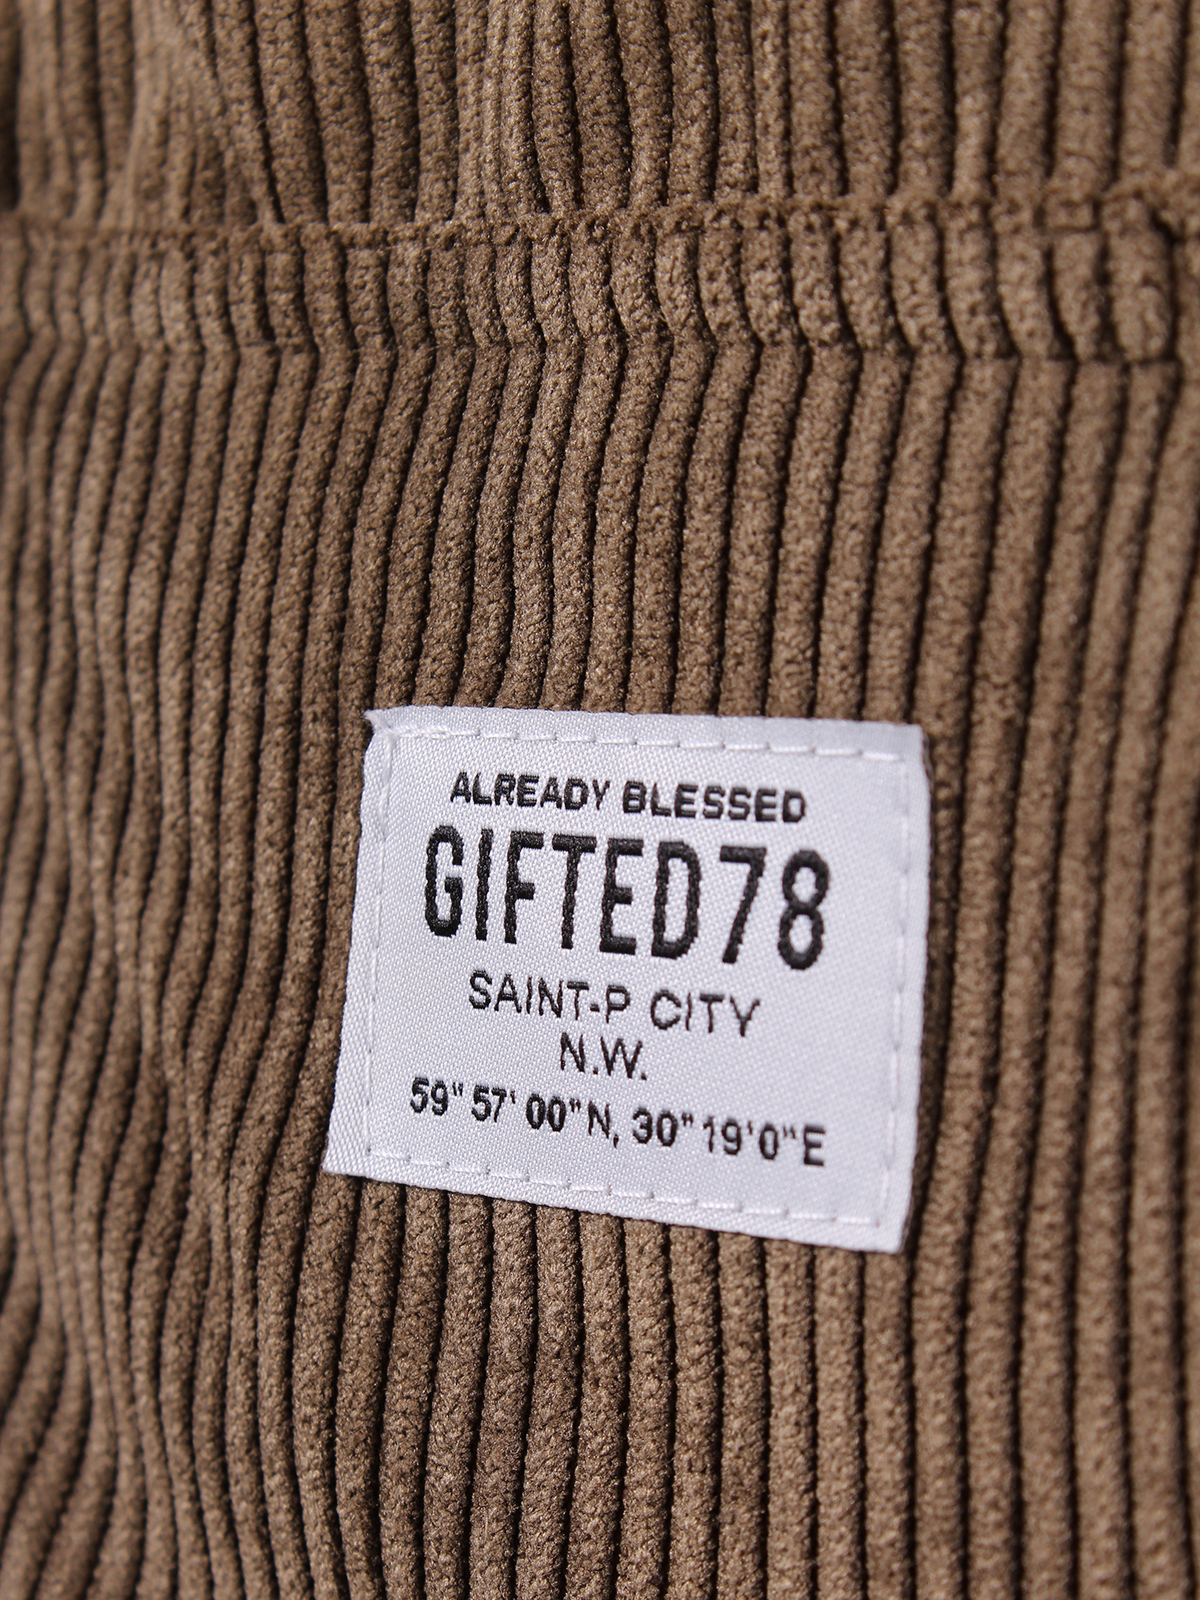 ALREADY BLESSED
GIFTED78
SAINT-P CITY
N.W.
59" 57' 00" N, 30" 19' 0" E